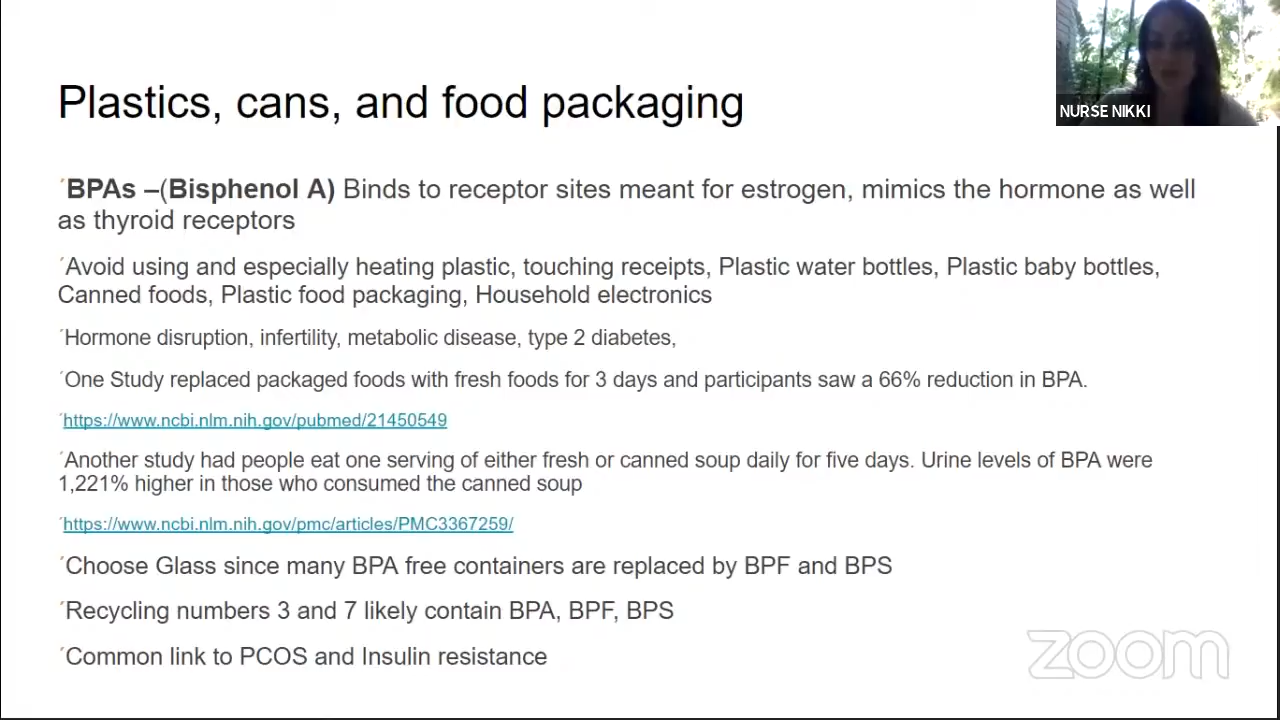 NURSE NIKKI
Plastics, cans, and food packaging
´BPAs –(Bisphenol A) Binds to receptor sites meant for estrogen, mimics the hormone as well
as thyroid receptors
´Avoid using and especially heating plastic, touching receipts, Plastic water bottles, Plastic baby bottles,
Canned foods, Plastic food packaging, Household electronics
´Hormone disruption, infertility, metabolic disease, type 2 diabetes,
´One Study replaced packaged foods with fresh foods for 3 days and participants saw a 66% reduction in BPA.
´https://www.ncbi.nlm.nih.gov/pubmed/21450549
´Another study had people eat one serving of either fresh or canned soup daily for five days. Urine levels of BPA were
1,221% higher in those who consumed the canned soup
´https://www.ncbi.nlm.nih.gov/pmc/articles/PMC3367259/
´Choose Glass since many BPA free containers are replaced by BPF and BPS
´Recycling numbers 3 and 7 likely contain BPA, BPF, BPS
´Common link to PCOS and Insulin resistance
zoom